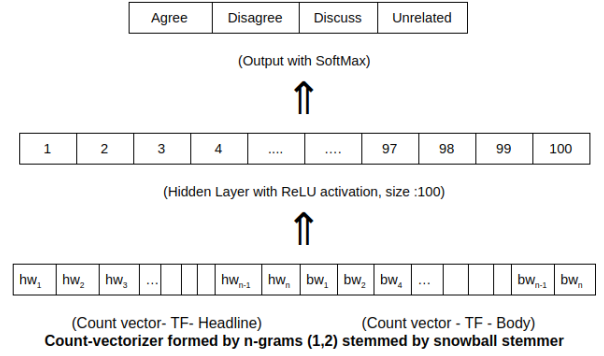 Agree Disagree Discuss Unrelated
(Output with SoftMax)
⇑
1 2 3 4 .... .... 97 98 99 100
(Hidden Layer with ReLU activation, size :100)
⇑
hw1 hw2 hw3 ... hwn-1 hwn bw1 bw2 bw4 ... bwn-1 bwn
(Count vector- TF- Headline) (Count vector - TF - Body)
Count-vectorizer formed by n-grams (1,2) stemmed by snowball stemmer